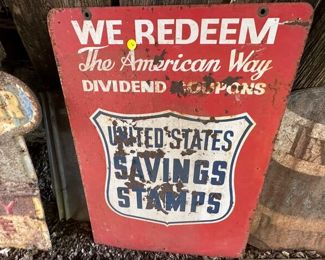 WE REDEEM
The American Way
DIVIDEND COUPONS
UNITED STATES
SAVINGS
STAMPS